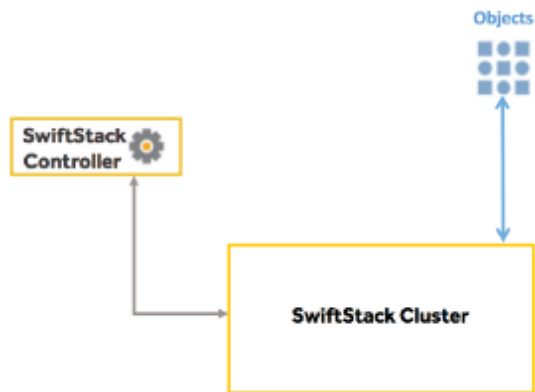 Objects
SwiftStack
Controller
SwiftStack Cluster